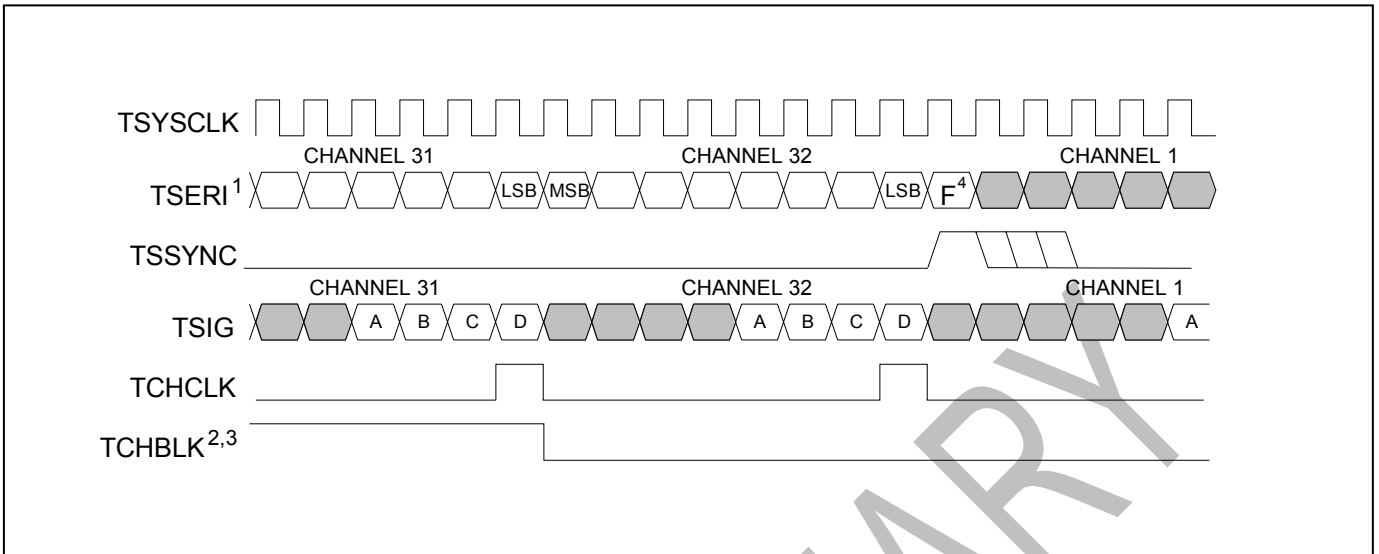 TSYSCLK
CHANNEL 31 CHANNEL 32 CHANNEL 1
TSERI¹ LSB MSB LSB F⁴
TSSYNC
CHANNEL 31 CHANNEL 32 CHANNEL 1
TSIG A B C D A B C D A
TCHCLK
TCHBLK²,³